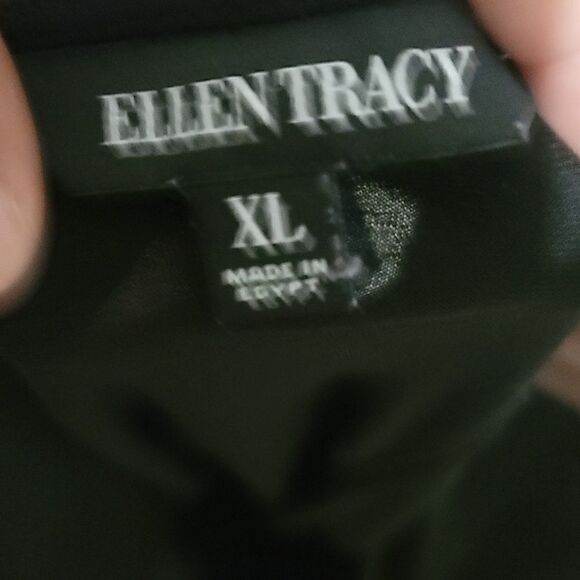 ELLEN TRACY
XL
MADE IN
EGYPT